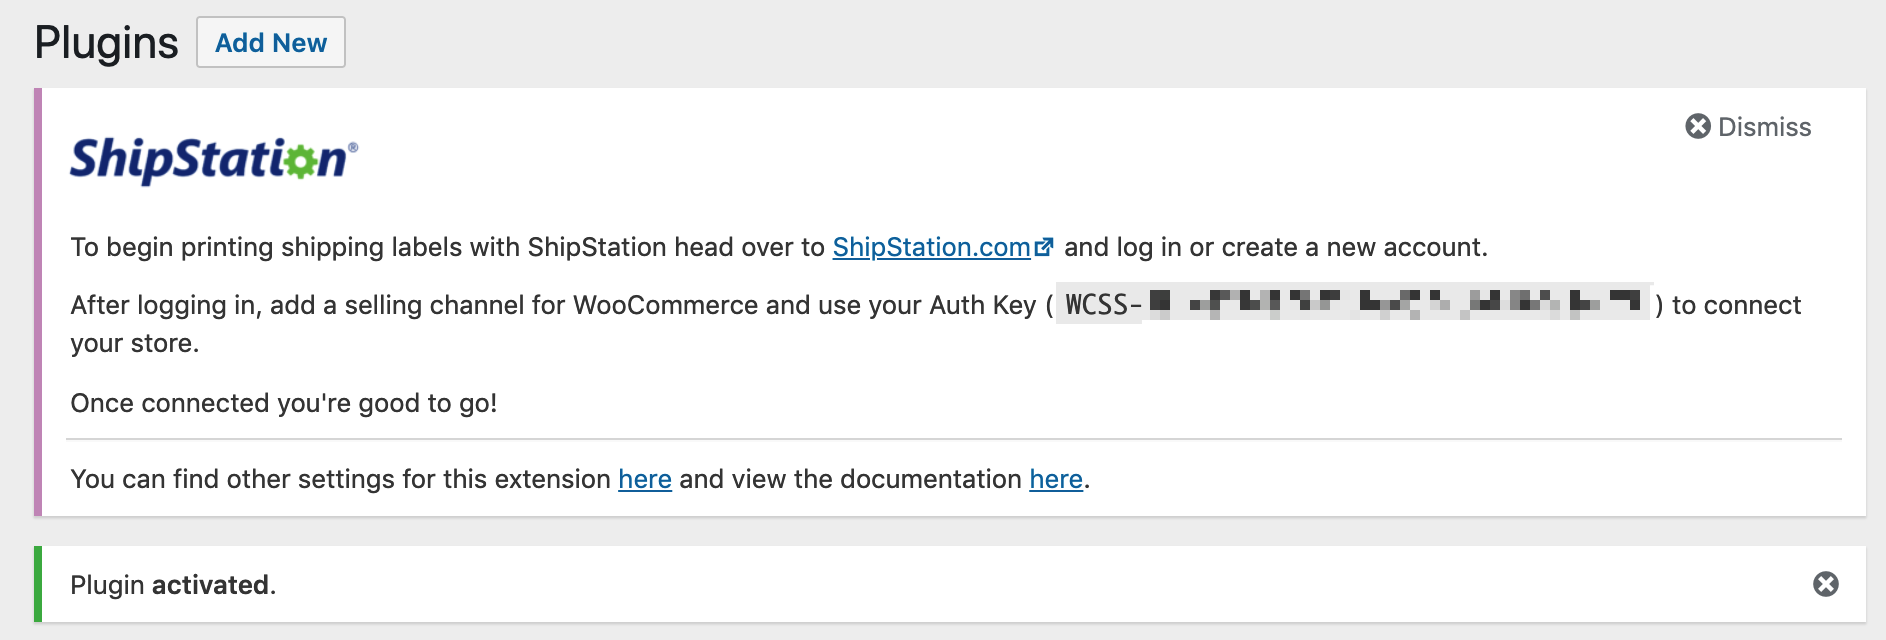 Plugins Add New
Dismiss
ShipStation®
To begin printing shipping labels with ShipStation head over to ShipStation.com and log in or create a new account.
After logging in, add a selling channel for WooCommerce and use your Auth Key ( WCSS- ) to connect
your store.
Once connected you're good to go!
You can find other settings for this extension here and view the documentation here.
Plugin activated.